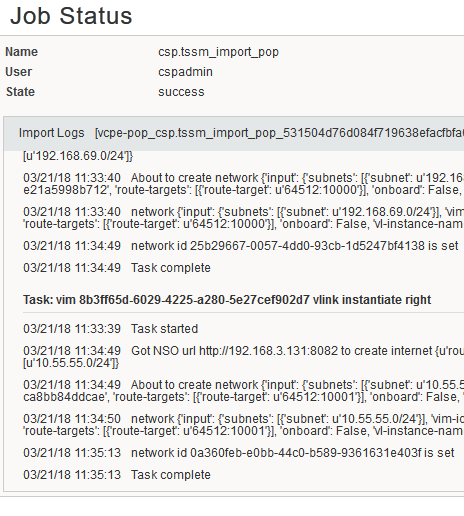 Job Status
Name csp.tssm_import_pop
User cspadmin
State success
Import Logs [vcpe-pop_csp.tssm_import_pop_531504d76d084f719638efacfbfa
[u'192.168.69.0/24']}
03/21/18 11:33:40 About to create network {'input': {'subnets': [{'subnet': u'192.168
e21a5998b712', 'route-targets': [{'route-target': u'64512:10000'}], 'onboard': False,
03/21/18 11:33:40 network {'input': {'subnets': [{'subnet': u'192.168.69.0/24'}], 'vim
'route-targets': [{'route-target': u'64512:10000'}], 'onboard': False, 'vl-instance-nam
03/21/18 11:34:49 network id 25b29667-0057-4dd0-93cb-1d5247bf4138 is set
03/21/18 11:34:49 Task complete
Task: vim 8b3ff65d-6029-4225-a280-5e27cef902d7 vlink instantiate right
03/21/18 11:33:39 Task started
03/21/18 11:34:49 Got NSO url http://192.168.3.131:8082 to create internet {u'rou
[u'10.55.55.0/24']}
03/21/18 11:34:49 About to create network {'input': {'subnets': [{'subnet': u'10.55.5
ca8bb84ddcae', 'route-targets': [{'route-target': u'64512:10001'}], 'onboard': False, '
03/21/18 11:34:50 network {'input': {'subnets': [{'subnet': u'10.55.55.0/24'}], 'vim-id
'route-targets': [{'route-target': u'64512:10001'}], 'onboard': False, 'vl-instance-nam
03/21/18 11:35:13 network id 0a360feb-e0bb-44c0-b589-9361631e403f is set
03/21/18 11:35:13 Task complete